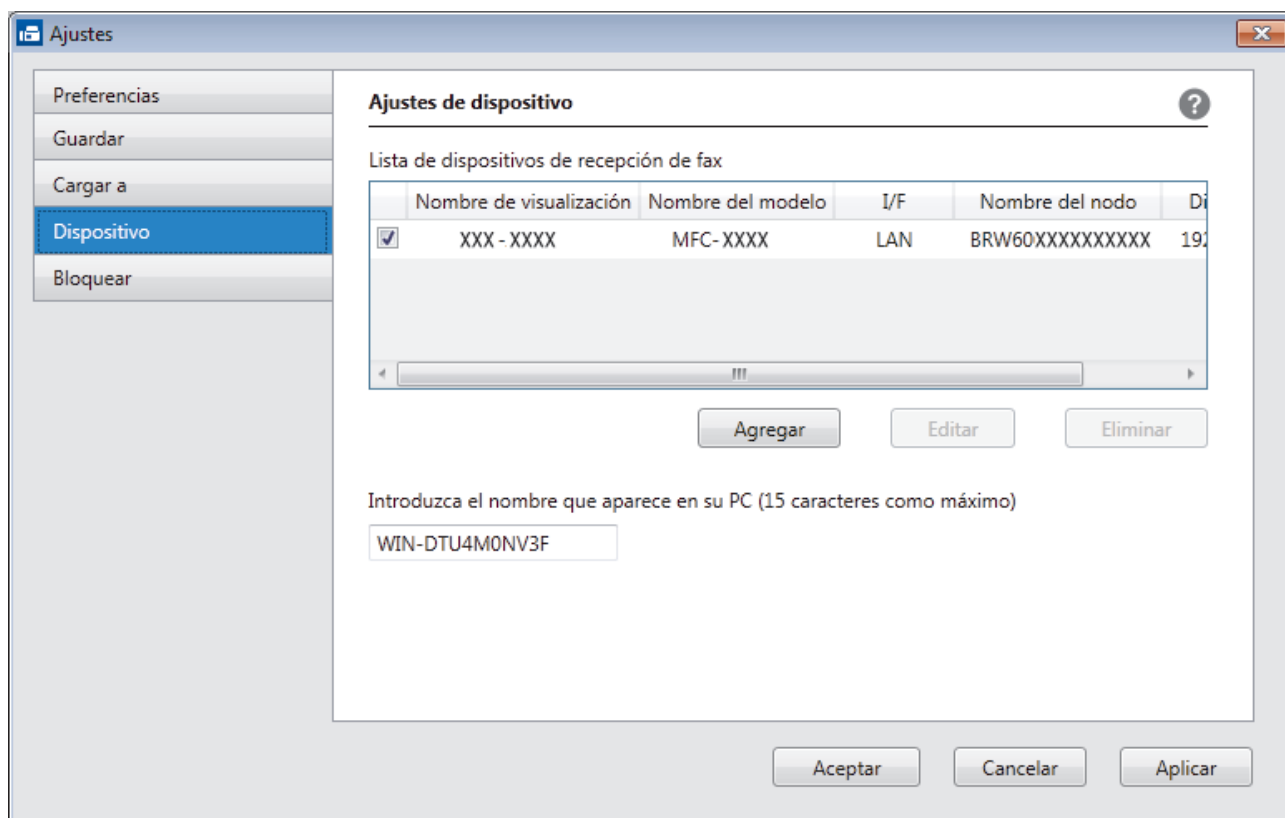 Ajustes
Preferencias
Guardar
Cargar a
Dispositivo
Bloquear
Ajustes de dispositivo
?
Lista de dispositivos de recepción de fax
Nombre de visualización Nombre del modelo I/F Nombre del nodo Di
XXX - XXXX MFC- XXXX LAN BRW60XXXXXXXXXX 192
Agregar Editar Eliminar
Introduzca el nombre que aparece en su PC (15 caracteres como máximo)
WIN-DTU4M0NV3F
Aceptar Cancelar Aplicar